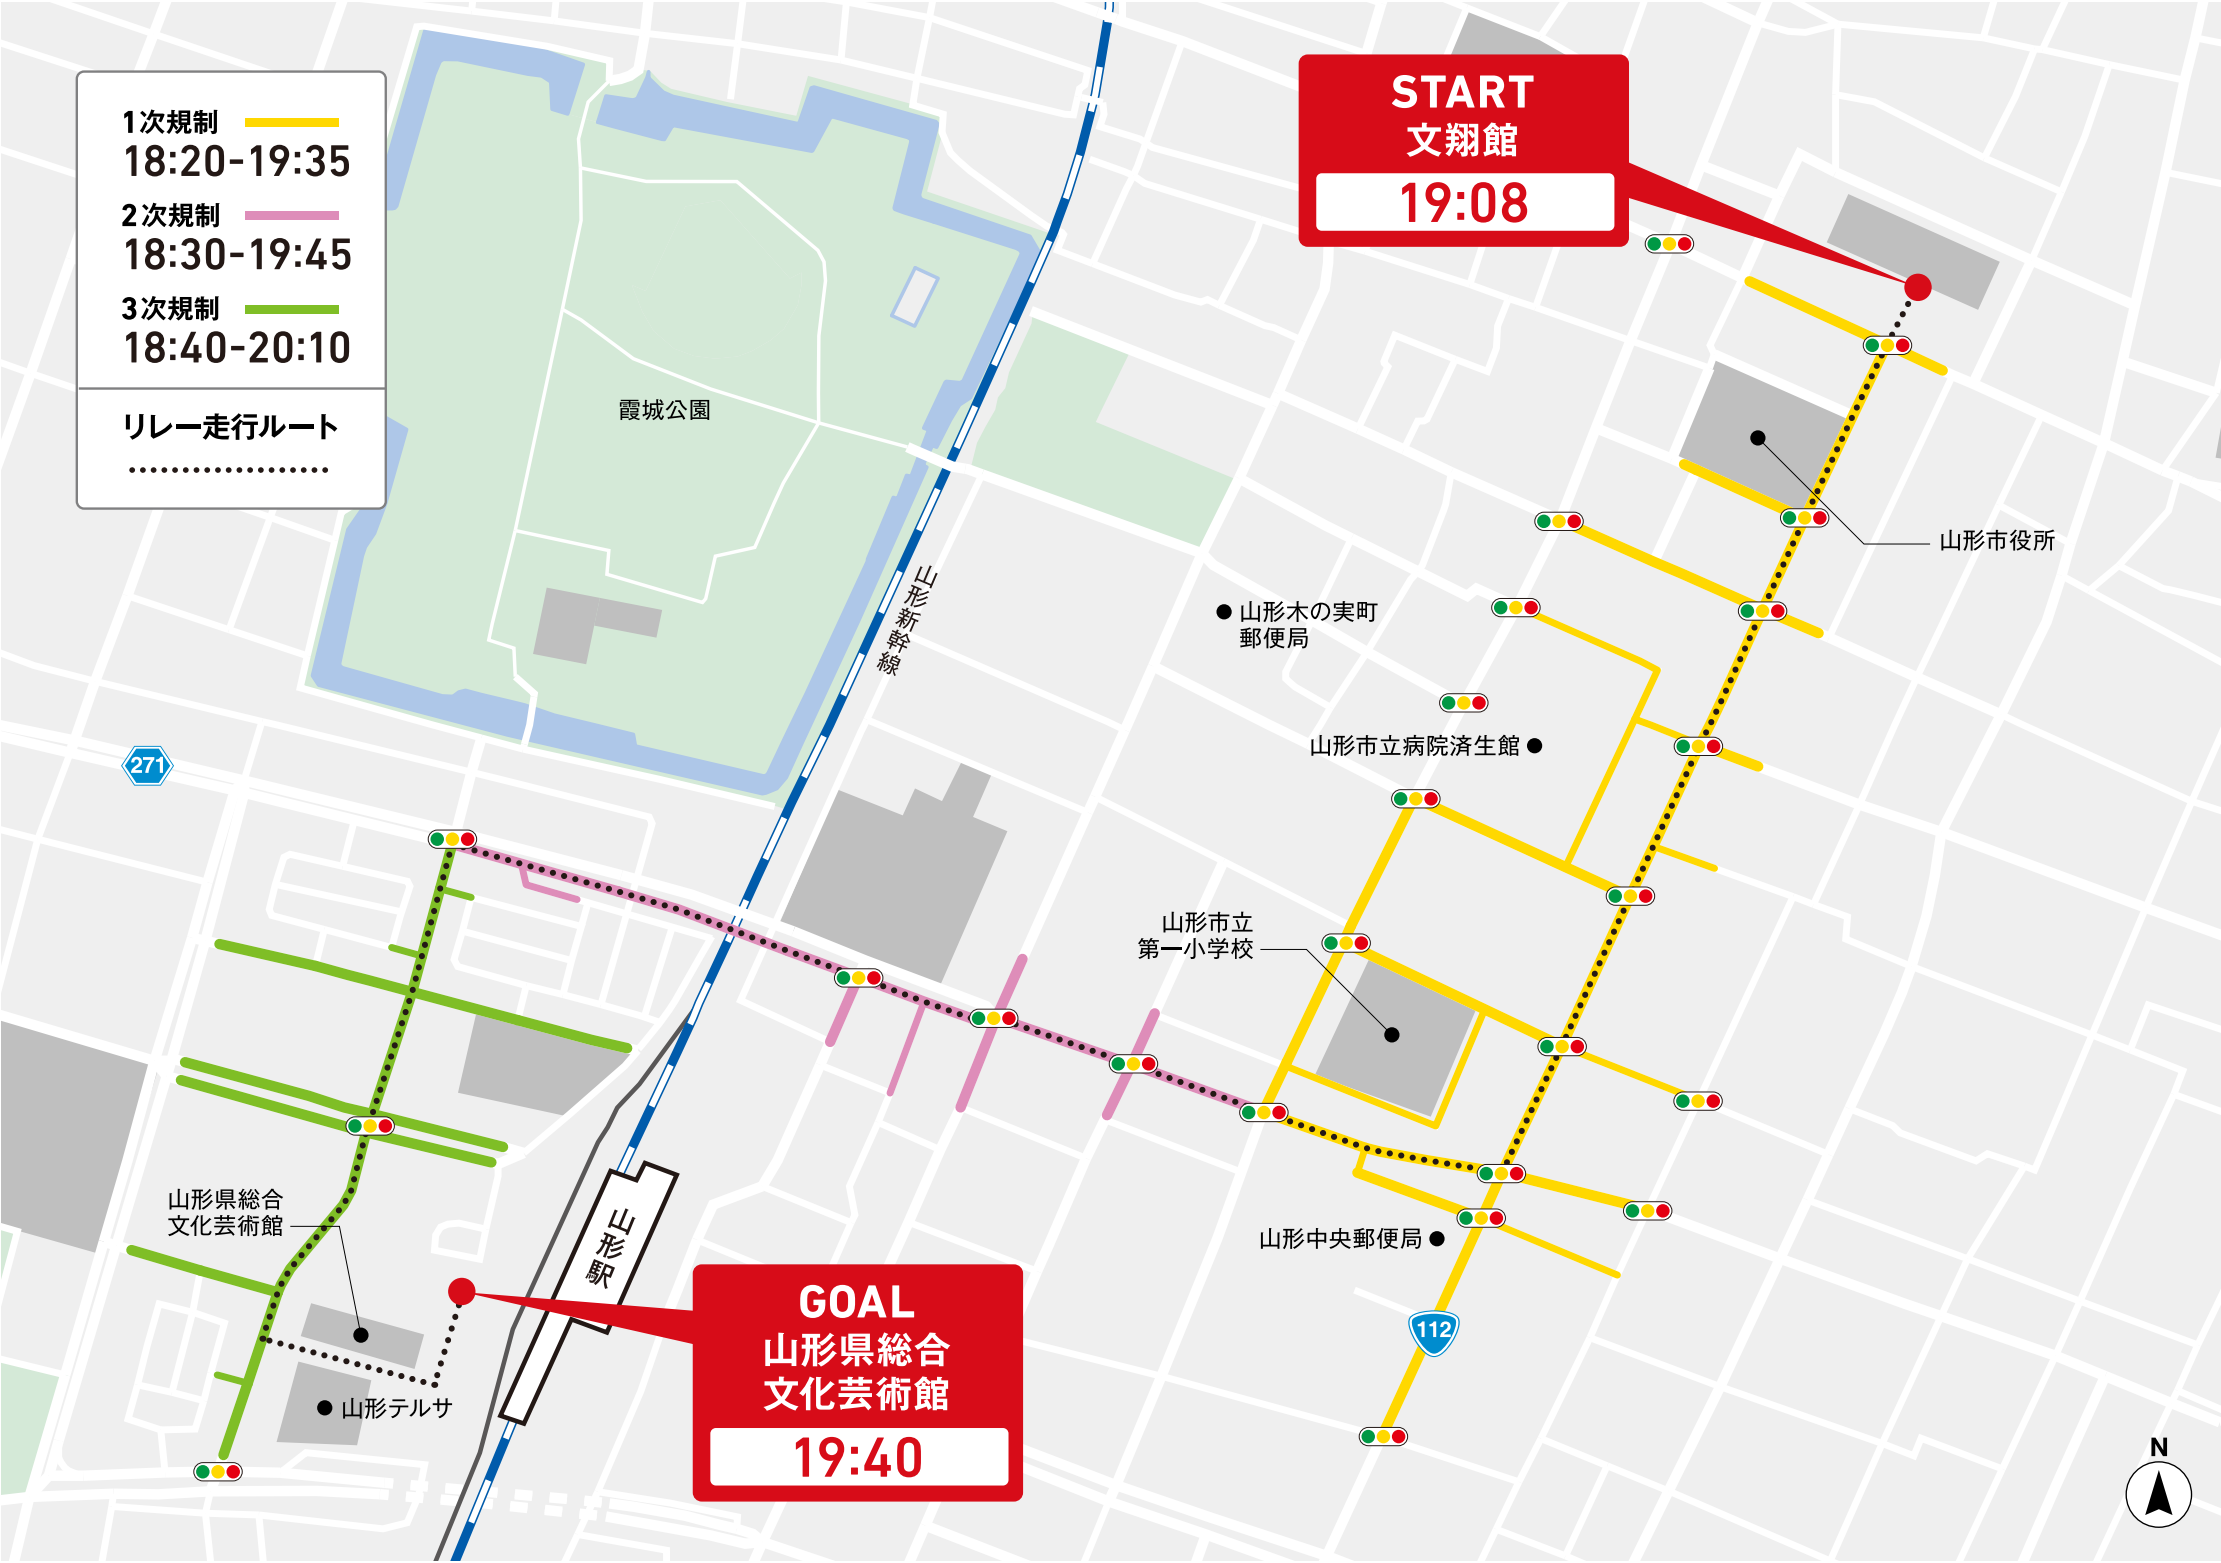 1次規制
18:20-19:35
2次規制
18:30-19:45
3次規制
18:40-20:10
リレー走行ルート
START
文翔館
19:08
霞城公園
山形新幹線
山形市役所
山形木の実町
郵便局
山形市立病院済生館
271
山形市立
第一小学校
山形県総合
文化芸術館
山形駅
山形中央郵便局
GOAL
山形県総合
文化芸術館
19:40
112
山形テルサ
N